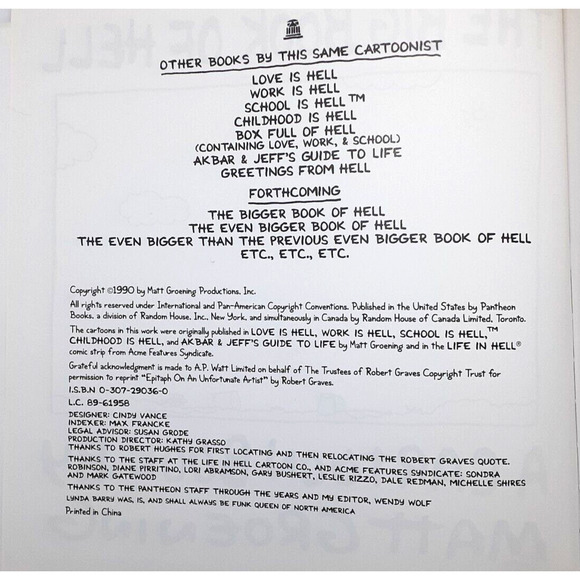 THE BIG BOOK OF HELL
OTHER BOOKS BY THIS SAME CARTOONIST
LOVE IS HELL
WORK IS HELL
SCHOOL IS HELL™
CHILDHOOD IS HELL
BOX FULL OF HELL
(CONTAINING LOVE, WORK, & SCHOOL)
AKBAR & JEFF'S GUIDE TO LIFE
GREETINGS FROM HELL
FORTHCOMING
THE BIGGER BOOK OF HELL
THE EVEN BIGGER BOOK OF HELL
THE EVEN BIGGER THAN THE PREVIOUS EVEN BIGGER BOOK OF HELL
ETC., ETC., ETC.
Copyright ©1990 by Matt Groening Productions, Inc.
All rights reserved under International and Pan-American Copyright Conventions. Published in the United States by Pantheon
Books, a division of Random House, Inc., New York, and simultaneously in Canada by Random House of Canada Limited, Toronto.
The cartoons in this work were originally published in LOVE IS HELL, WORK IS HELL, SCHOOL IS HELL,™
CHILDHOOD IS HELL, and AKBAR & JEFF'S GUIDE TO LIFE by Matt Groening and in the LIFE IN HELL®
comic strip from Acme Features Syndicate.
Grateful acknowledgment is made to A.P. Watt Limited on behalf of The Trustees of Robert Graves Copyright Trust for
permission to reprint "Epitaph On An Unfortunate Artist" by Robert Graves.
I.S.B.N 0-307-29036-0
L.C. 89-61958
DESIGNER: CINDY VANCE
INDEXER: MAX FRANCKE
LEGAL ADVISOR: SUSAN GRODE
PRODUCTION DIRECTOR: KATHY GRASSO
THANKS TO ROBERT HUGHES FOR FIRST LOCATING AND THEN RELOCATING THE ROBERT GRAVES QUOTE.
THANKS TO THE STAFF AT THE LIFE IN HELL CARTOON CO., AND ACME FEATURES SYNDICATE: SONDRA
ROBINSON, DIANE PIRRITINO, LORI ABRAMSON, GARY BUSHERT, LESLIE RIZZO, DALE REDMAN, MICHELLE SHIRES
AND MARK GATEWOOD
THANKS TO THE PANTHEON STAFF THROUGH THE YEARS AND MY EDITOR, WENDY WOLF
LYNDA BARRY WAS, IS, AND SHALL ALWAYS BE FUNK QUEEN OF NORTH AMERICA
Printed in China
MATT GROENING